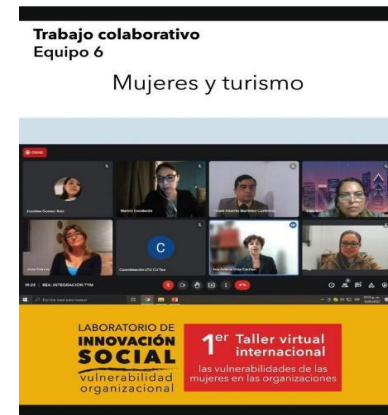 Trabajo colaborativo
Equipo 6
Mujeres y turismo
C
LABORATORIO DE
INNOVACIÓN
SOCIAL
vulnerabilidad
organizacional
1er Taller virtual
internacional
las vulnerabilidades de las
mujeres en las organizaciones